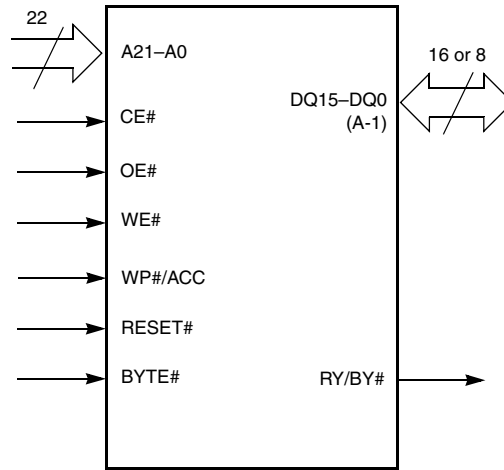 22
A21–A0
16 or 8
DQ15–DQ0
(A-1)
CE#
OE#
WE#
WP#/ACC
RESET#
BYTE#
RY/BY#